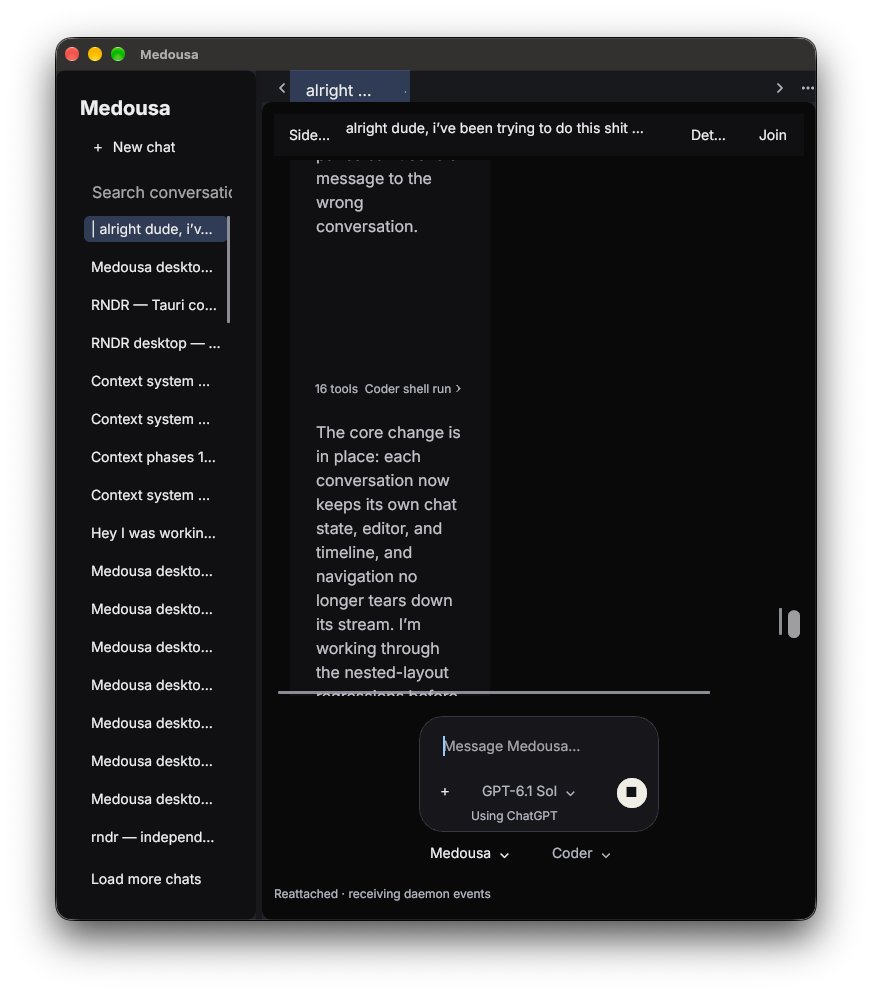 Medousa
Medousa
+ New chat
Search conversatio
alright dude, i've...
Medousa deskto...
RNDR — Tauri co...
RNDR desktop — ...
Context system ...
Context system ...
Context phases 1...
Context system ...
Hey I was workin...
Medousa deskto...
Medousa deskto...
Medousa deskto...
Medousa deskto...
Medousa deskto...
Medousa deskto...
Medousa deskto...
rndr — independ...
Load more chats
alright ...
Side...
alright dude, i've been trying to do this shit ...
Det...
Join
message to the
wrong
conversation.
16 tools Coder shell run >
The core change is
in place: each
conversation now
keeps its own chat
state, editor, and
timeline, and
navigation no
longer tears down
its stream. I'm
working through
the nested-layout
regressions before
Message Medousa...
+ GPT-6.1 Sol
Using ChatGPT
Medousa
Coder
Reattached · receiving daemon events